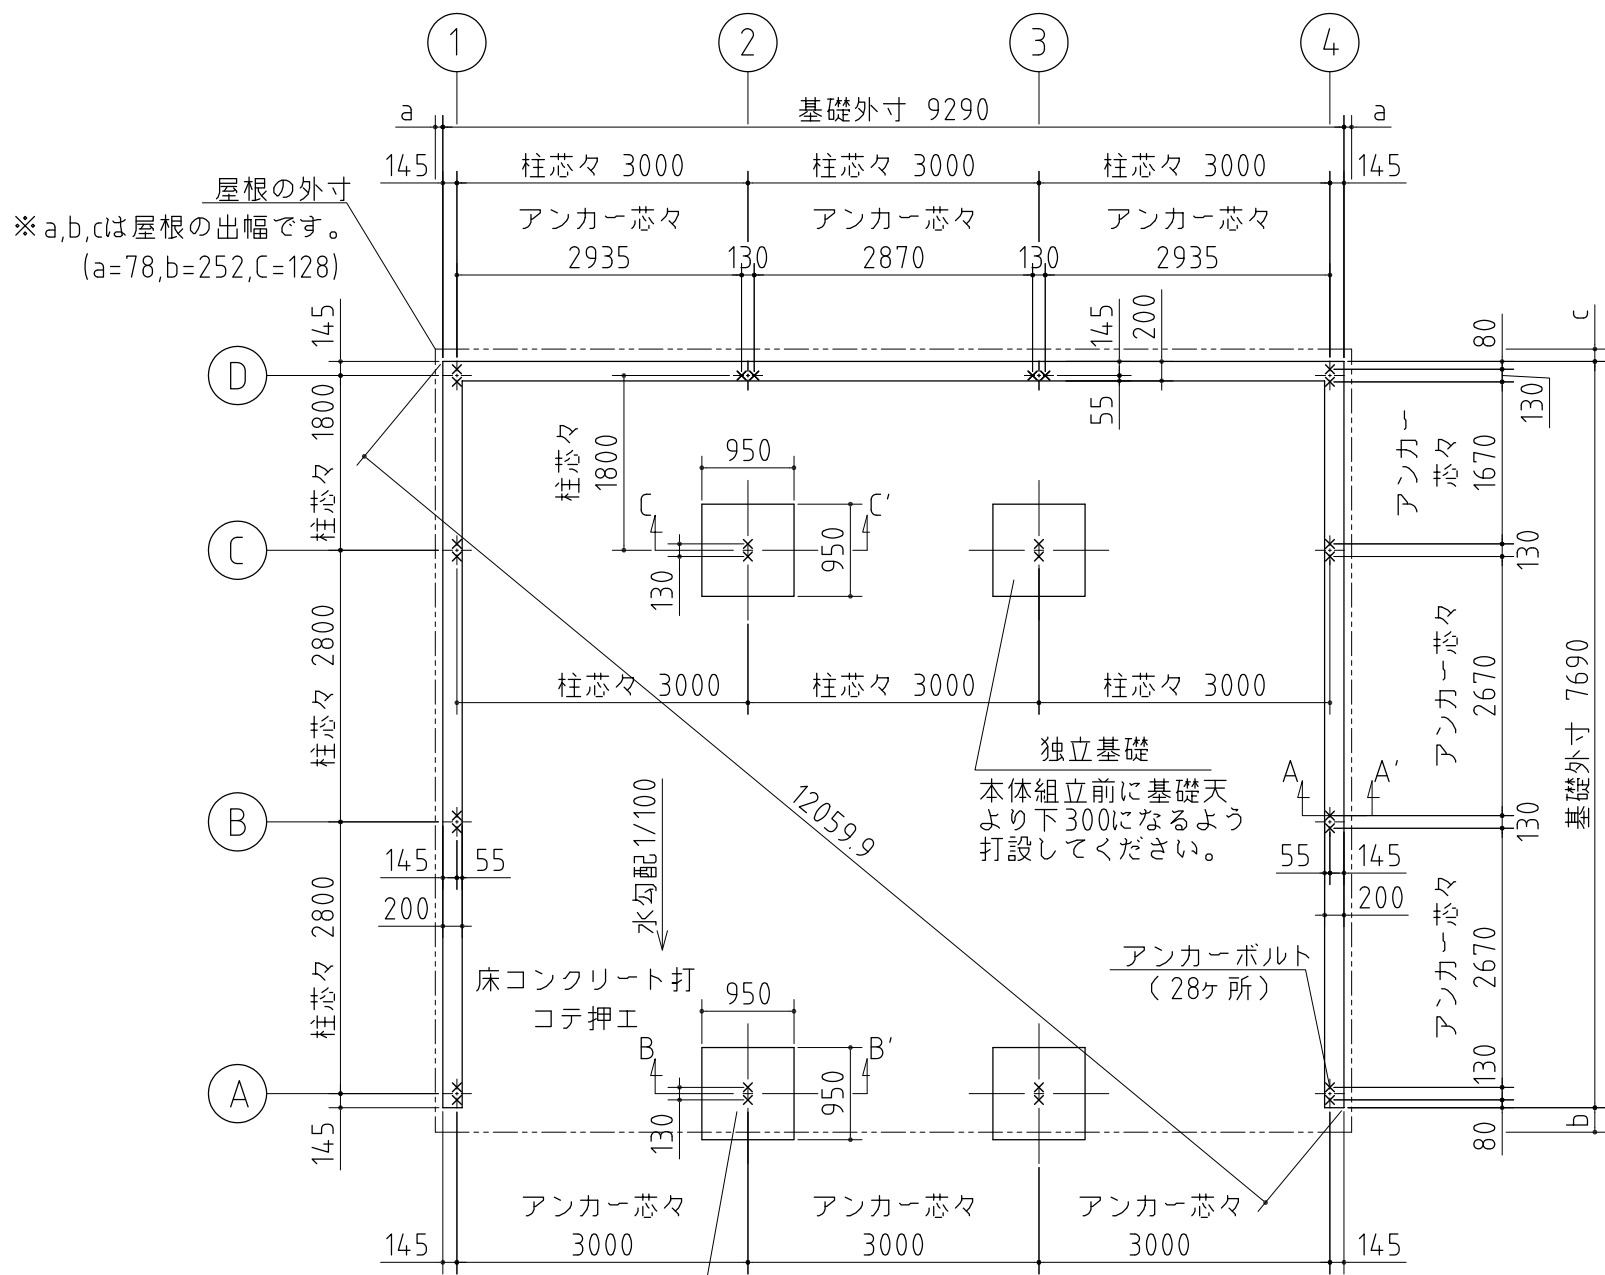 1
2
3
4
a
基礎外寸 9290
a
145
柱芯々 3000
柱芯々 3000
柱芯々 3000
145
屋根の外寸
※a,b,cは屋根の出幅です。
(a=78,b=252,C=128)
アンカー芯々
アンカー芯々
アンカー芯々
2935
130
2870
130
2935
145
145
200
80
c
D
55
130
柱芯々 1800
柱芯々
1800
950
アンカー
芯々
1670
C
C
C'
950
130
130
柱芯々 2800
柱芯々 3000
柱芯々 3000
柱芯々 3000
アンカー芯々
2670
基礎外寸 7690
独立基礎
本体組立前に基礎天
より下300になるよう
打設してください。
A
A'
12059.9
水勾配1/100
B
130
145
55
55
145
200
200
柱芯々 2800
アンカー芯々
2670
アンカーボルト
(28ヶ所)
床コンクリート打
コテ押エ
950
B
B'
950
130
130
A
145
80
b
アンカー芯々
アンカー芯々
アンカー芯々
145
3000
3000
3000
145